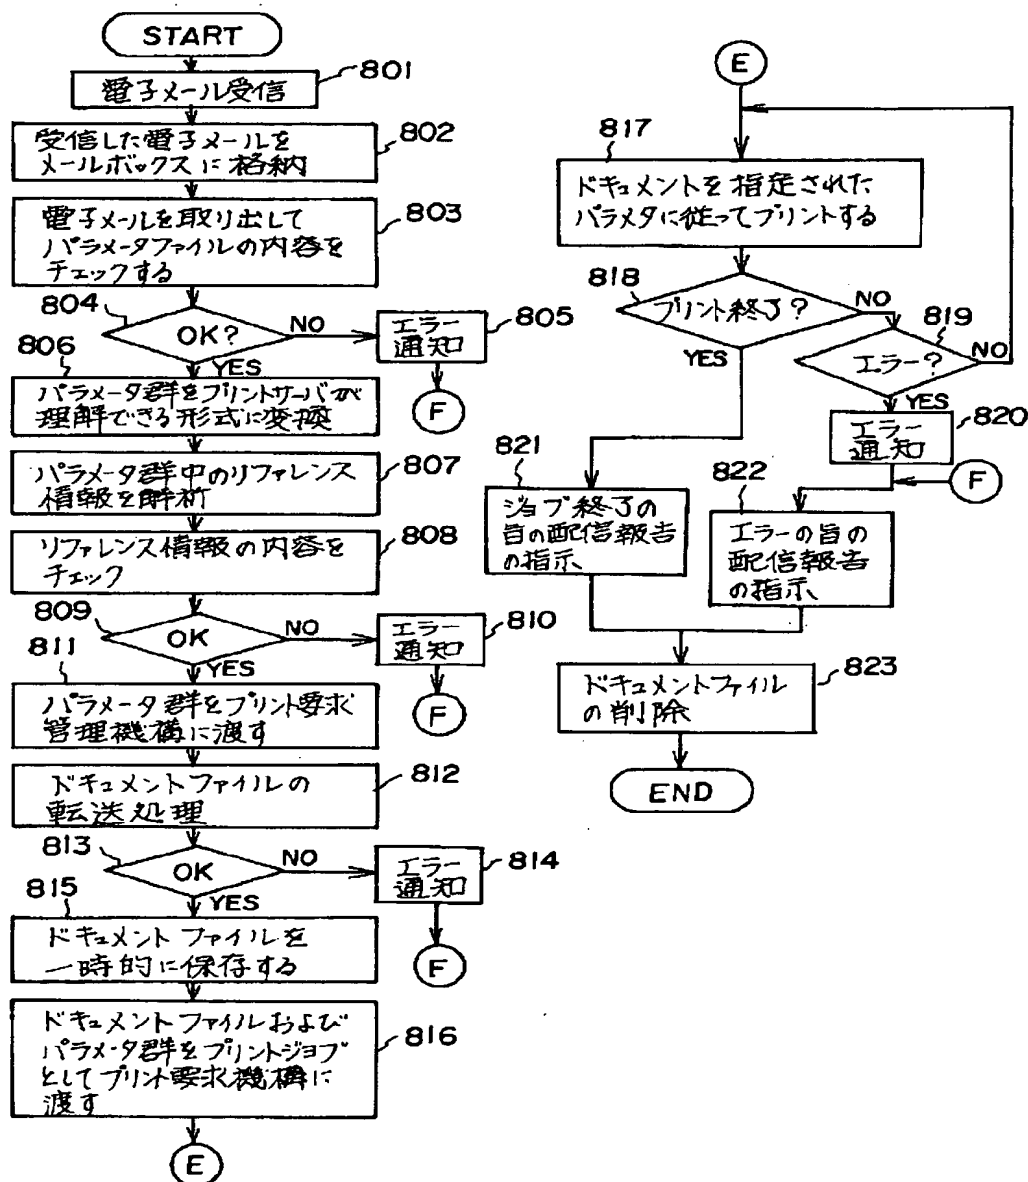 START
801
電子メール受信
802
受信した電子メールを
メールボックスに格納
803
電子メールを取り出して
パラメータファイルの内容を
チェックする
804
OK?
NO
エラー
通知
805
F
806
YES
パラメータ群をプリントサーバが
理解できる形式に変換
807
パラメータ群中のリファレンス
情報を解析
808
リファレンス情報の内容を
チェック
809
OK
NO
エラー
通知
810
F
811
YES
パラメータ群をプリント要求
管理機構に渡す
812
ドキュメントファイルの
転送処理
813
OK
NO
エラー
通知
814
F
815
YES
ドキュメントファイルを
一時的に保存する
816
ドキュメントファイルおよび
パラメータ群をプリントジョブ
としてプリント要求機構に
渡す
E
E
817
ドキュメントを指定された
パラメタに従ってプリントする
818
プリント終了?
NO
YES
819
エラー?
NO
YES
820
エラー
通知
F
821
ジョブ終了の
旨の配信報告
の指示
822
エラーの旨の
配信報告
の指示
823
ドキュメントファイル
の削除
END